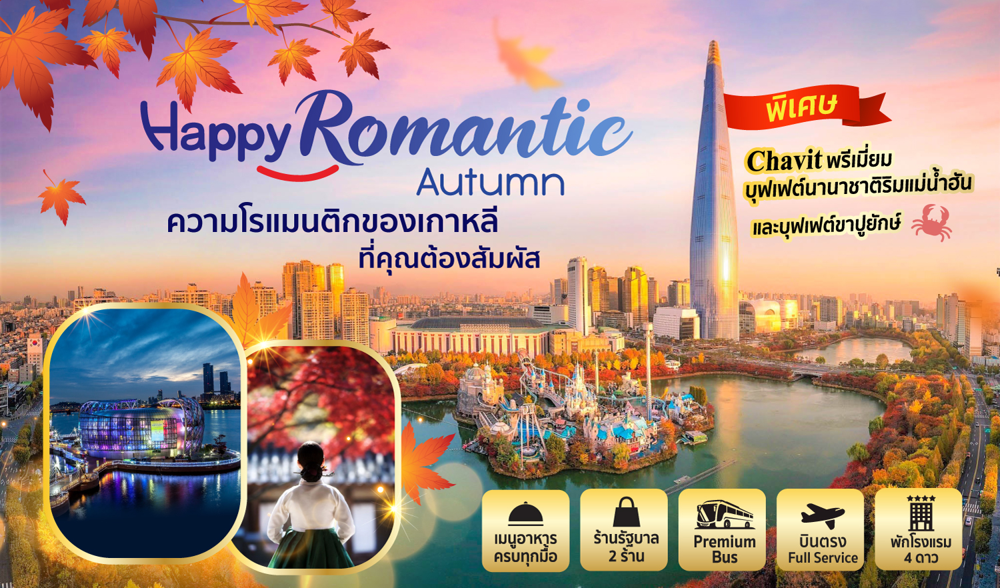 Happy Romantic
Autumn
ความโรแมนติกของเกาหลี
ที่คุณต้องสัมผัส
พิเศษ
Chavit พรีเมี่ยม
บุฟเฟต์นานาชาติริมแม่น้ำฮัน
และบุฟเฟต์ขาปูยักษ์
เมนูอาหาร
ครบทุกมื้อ
ร้านรัฐบาล
2 ร้าน
Premium
Bus
บินตรง
Full Service
พักโรงแรม
4 ดาว